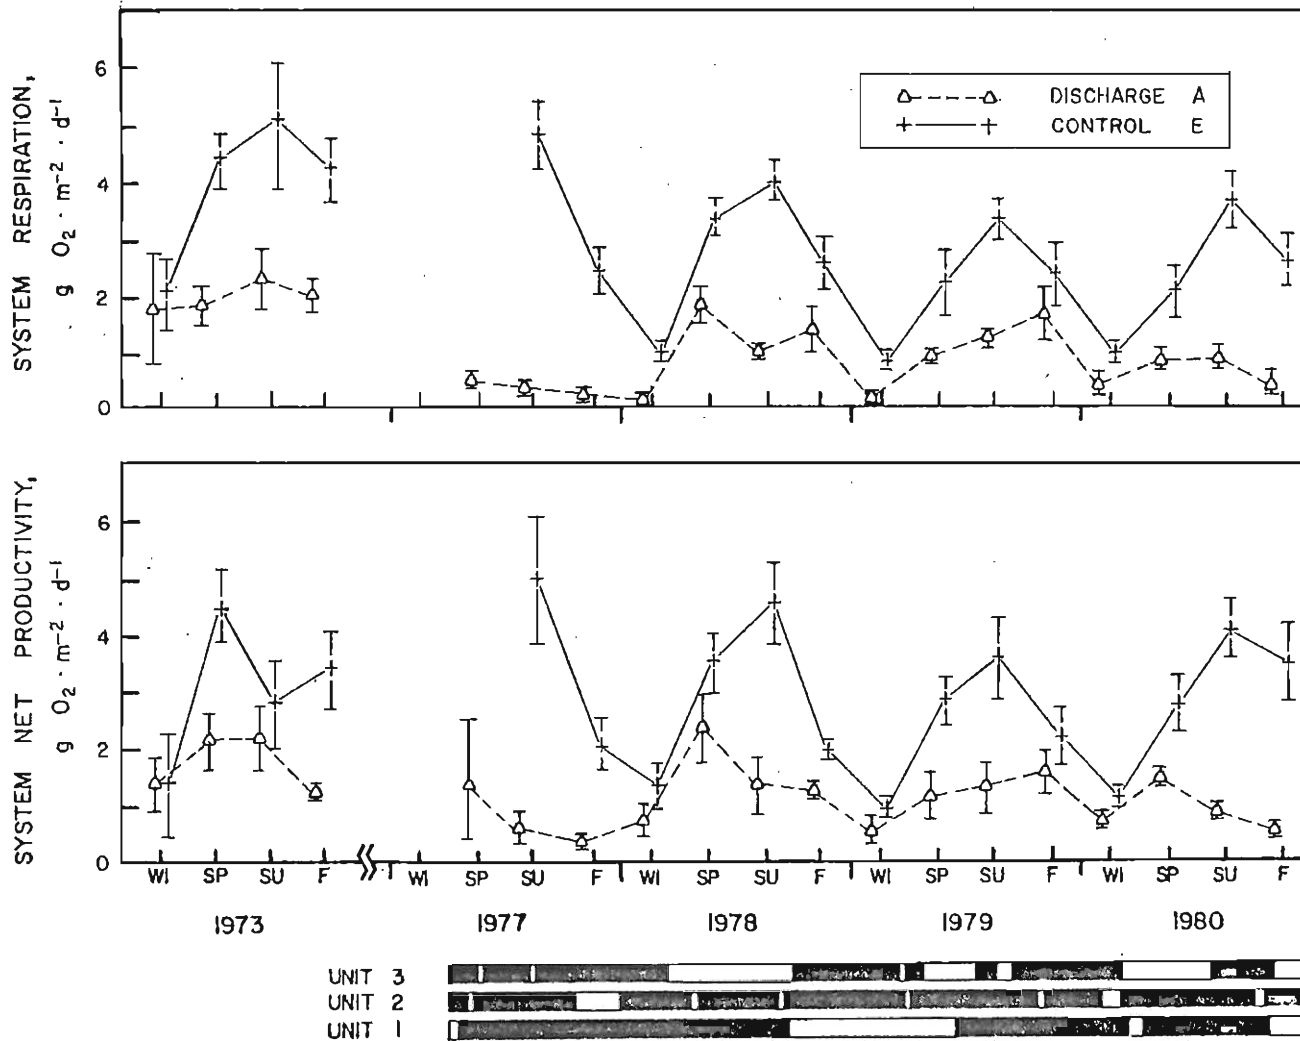 SYSTEM RESPIRATION,
g O₂ · m⁻² · d⁻¹
6
4
2
0
DISCHARGE A
CONTROL E
SYSTEM NET PRODUCTIVITY,
g O₂ · m⁻² · d⁻¹
6
4
2
0
WI SP SU F WI SP SU F WI SP SU F WI SP SU F WI SP SU F
1973 1977 1978 1979 1980
UNIT 3
UNIT 2
UNIT 1